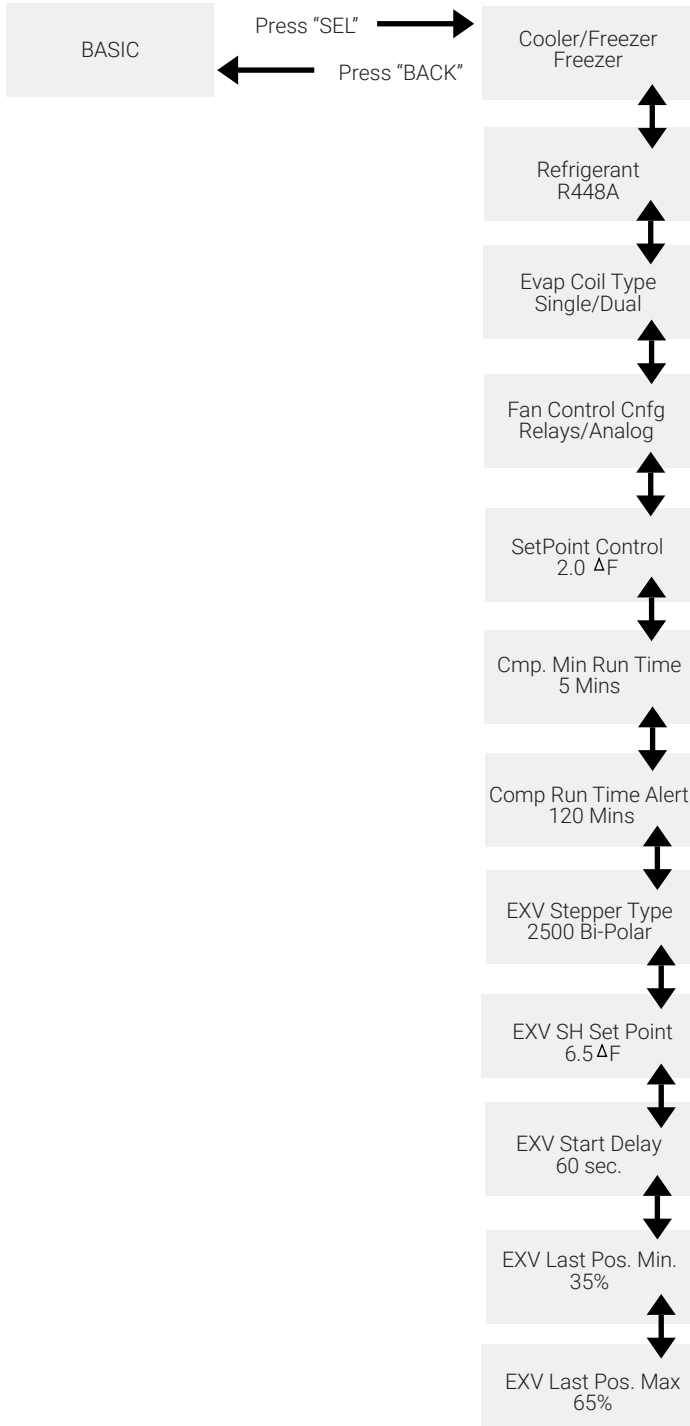 BASIC
Press “SEL”
Press “BACK”
Cooler/Freezer
Freezer
Refrigerant
R448A
Evap Coil Type
Single/Dual
Fan Control Cnfg
Relays/Analog
SetPoint Control
2.0 ΔF
Cmp. Min Run Time
5 Mins
Comp Run Time Alert
120 Mins
EXV Stepper Type
2500 Bi-Polar
EXV SH Set Point
6.5 ΔF
EXV Start Delay
60 sec.
EXV Last Pos. Min.
35%
EXV Last Pos. Max
65%